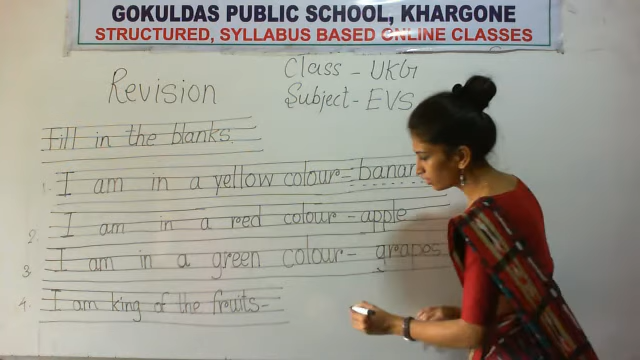 GOKULDAS PUBLIC SCHOOL, KHARGONE
STRUCTURED, SYLLABUS BASED ONLINE CLASSES
Class - UKG
Revision
Subject - EVS
Fill in the blanks.
1. I am in a yellow colour - banan
2. I am in a red colour - apple
3. I am in a green colour - grapes
4. I am king of the fruits -